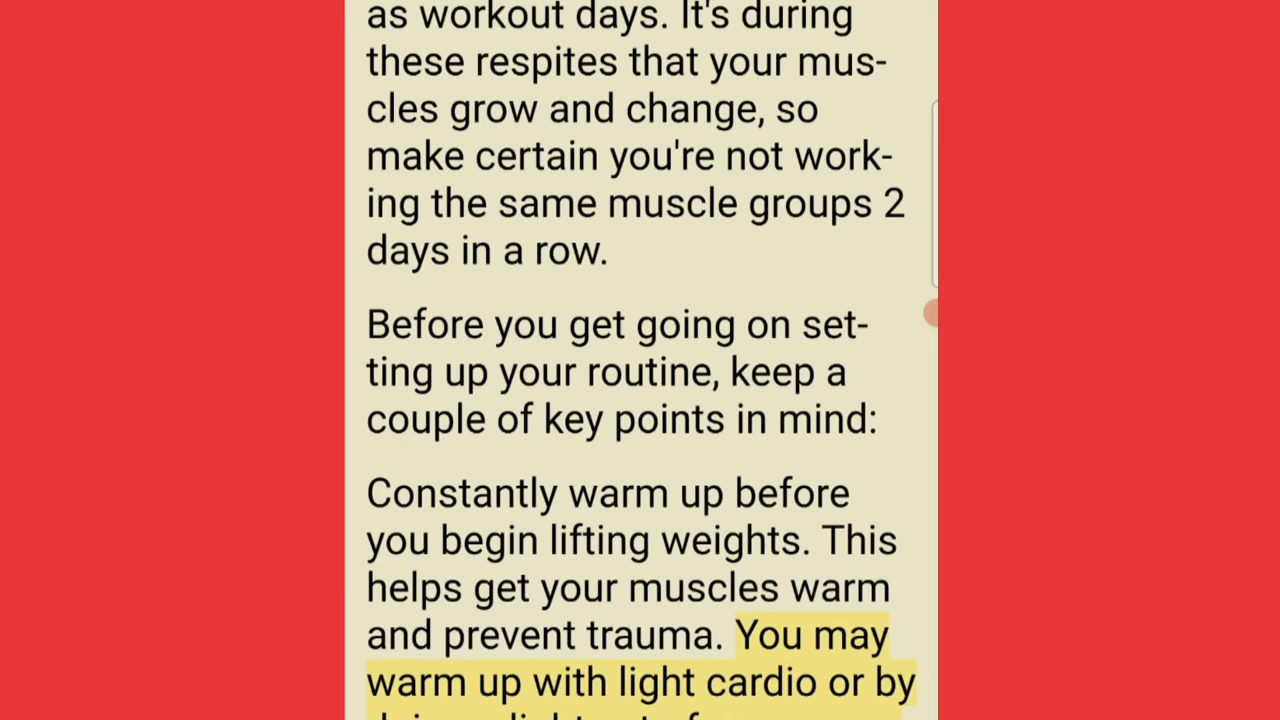 as workout days. It's during
these respites that your mus-
cles grow and change, so
make certain you're not work-
ing the same muscle groups 2
days in a row.
Before you get going on set-
ting up your routine, keep a
couple of key points in mind:
Constantly warm up before
you begin lifting weights. This
helps get your muscles warm
and prevent trauma. You may
warm up with light cardio or by